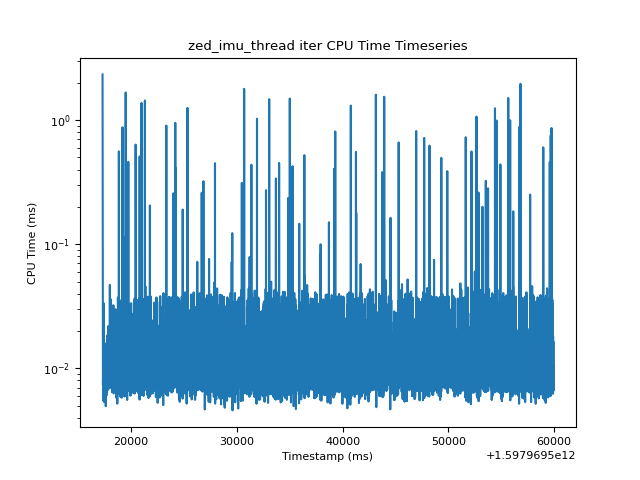 zed_imu_thread iter CPU Time Timeseries
CPU Time (ms)
10⁰
10⁻¹
10⁻²
20000 30000 40000 50000 60000
Timestamp (ms)
+1.5979695e12